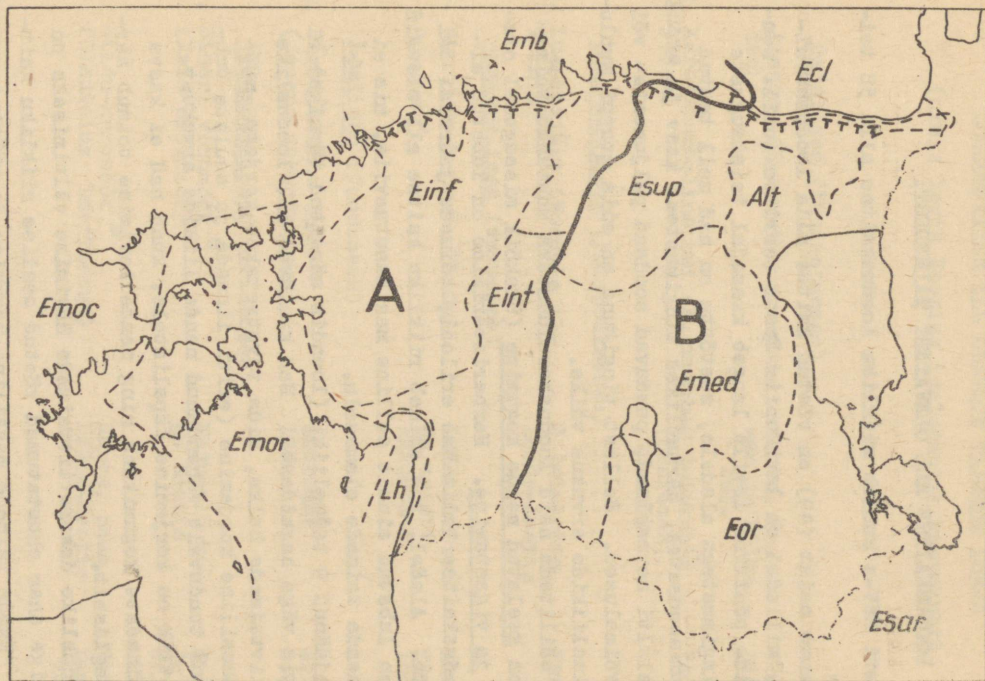 Emb
Ecl
Einf
Esup
Alt
A
Eint
B
Emoc
Emed
Emor
Lh
Eor
Esar